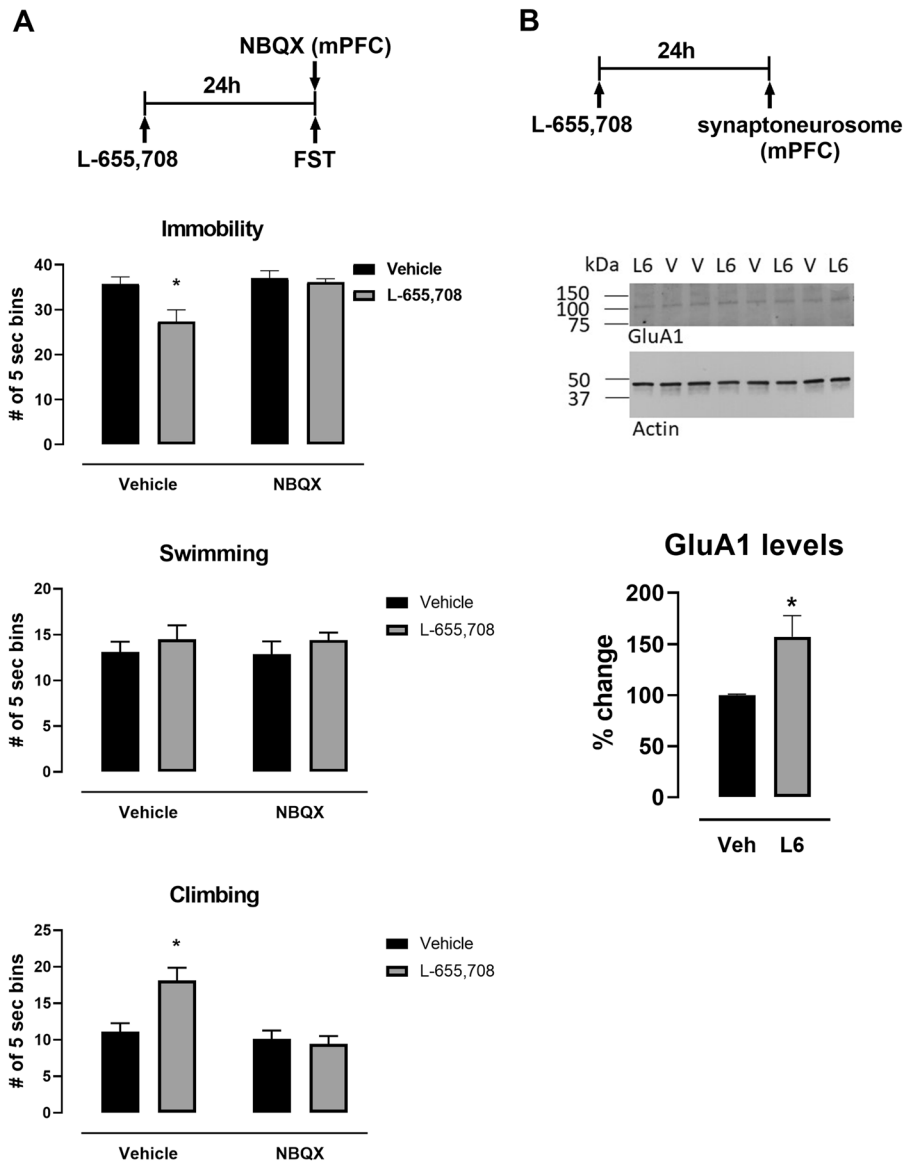 A
NBQX (mPFC)
24h
L-655,708
FST
Immobility
# of 5 sec bins
40
30
20
10
0
Vehicle
L-655,708
*
Vehicle
NBQX
Swimming
# of 5 sec bins
20
15
10
5
0
Vehicle
L-655,708
Vehicle
NBQX
Climbing
# of 5 sec bins
25
20
15
10
5
0
Vehicle
L-655,708
*
Vehicle
NBQX
B
24h
L-655,708
synaptoneurosome
(mPFC)
kDa L6 V V L6 V L6 V L6
150
100
75
GluA1
50
37
Actin
GluA1 levels
% change
200
150
100
50
0
*
Veh L6